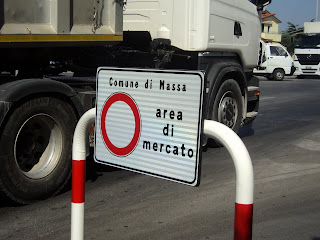 Comune di Massa
area
di
mercato